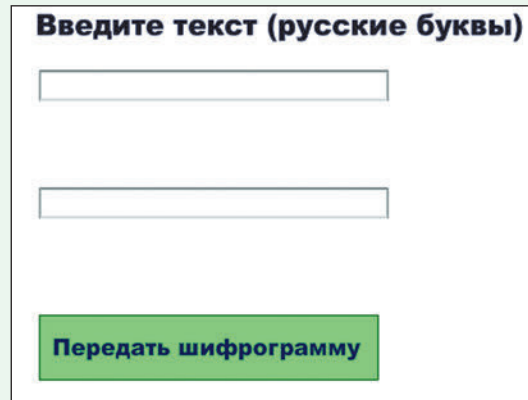 Введите текст (русские буквы)
Передать шифрограмму